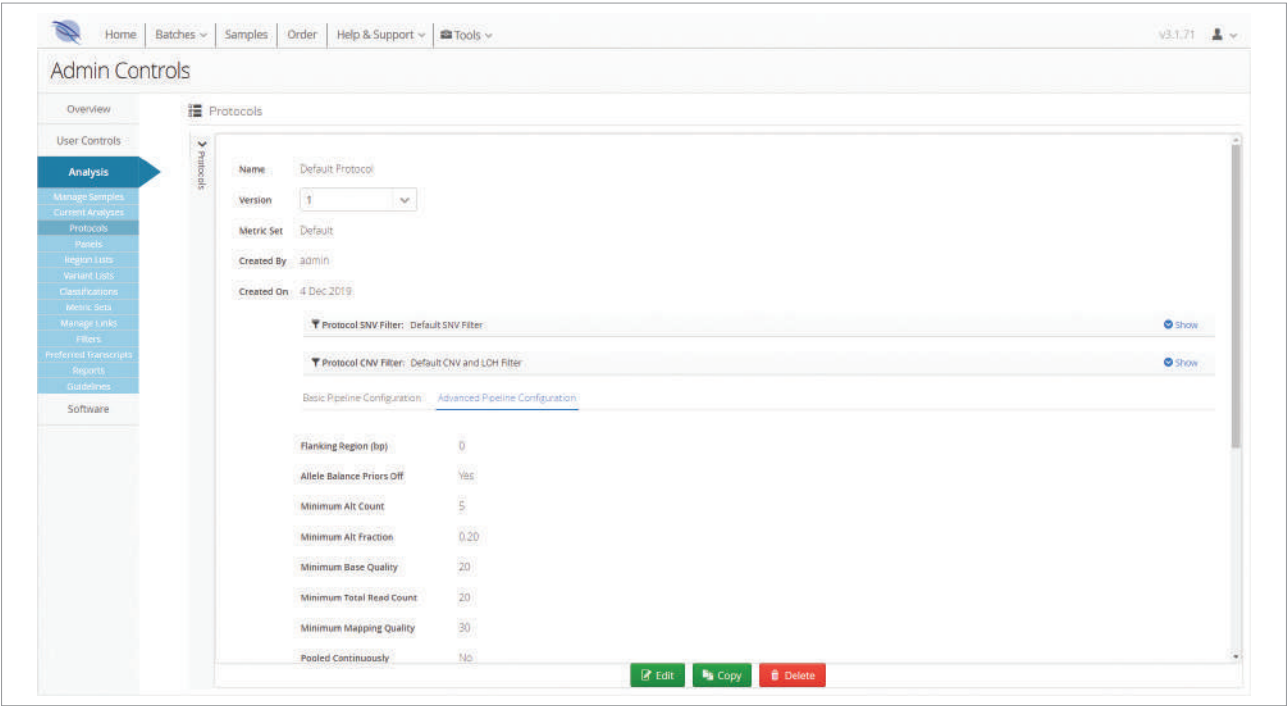 Home Batches Samples Order Help & Support Tools v3.1.71
Admin Controls
Overview
User Controls
Analysis
Manage Samples
Current Analyses
Protocols
Panels
Region Lists
Variant Lists
Classifications
Metric Sets
Manage Links
Filters
Preferred Transcripts
Reports
Guidelines
Software
Protocols
Protocols
Name Default Protocol
Version 1
Metric Set Default
Created By admin
Created On 4 Dec 2019
Protocol SNV Filter: Default SNV Filter Show
Protocol CNV Filter: Default CNV and LOH Filter Show
Basic Pipeline Configuration Advanced Pipeline Configuration
Flanking Region (bp) 0
Allele Balance Priors Off Yes
Minimum Alt Count 5
Minimum Alt Fraction 0.20
Minimum Base Quality 20
Minimum Total Read Count 20
Minimum Mapping Quality 30
Pooled Continuously No
Edit Copy Delete